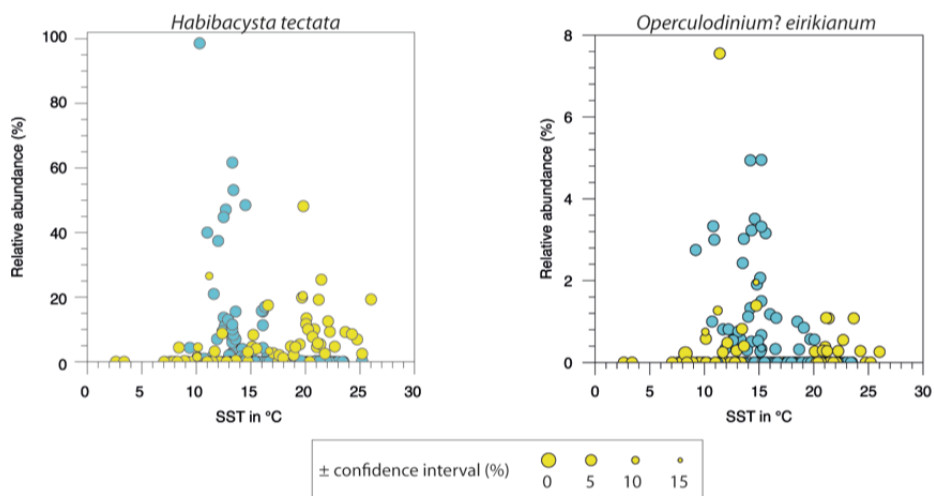 Habibacysta tectata
Operculodinium? eirikianum
Relative abundance (%)
100
80
60
40
20
0
0 5 10 15 20 25 30
SST in °C
Relative abundance (%)
8
6
4
2
0
0 5 10 15 20 25 30
SST in °C
± confidence interval (%)
0 5 10 15